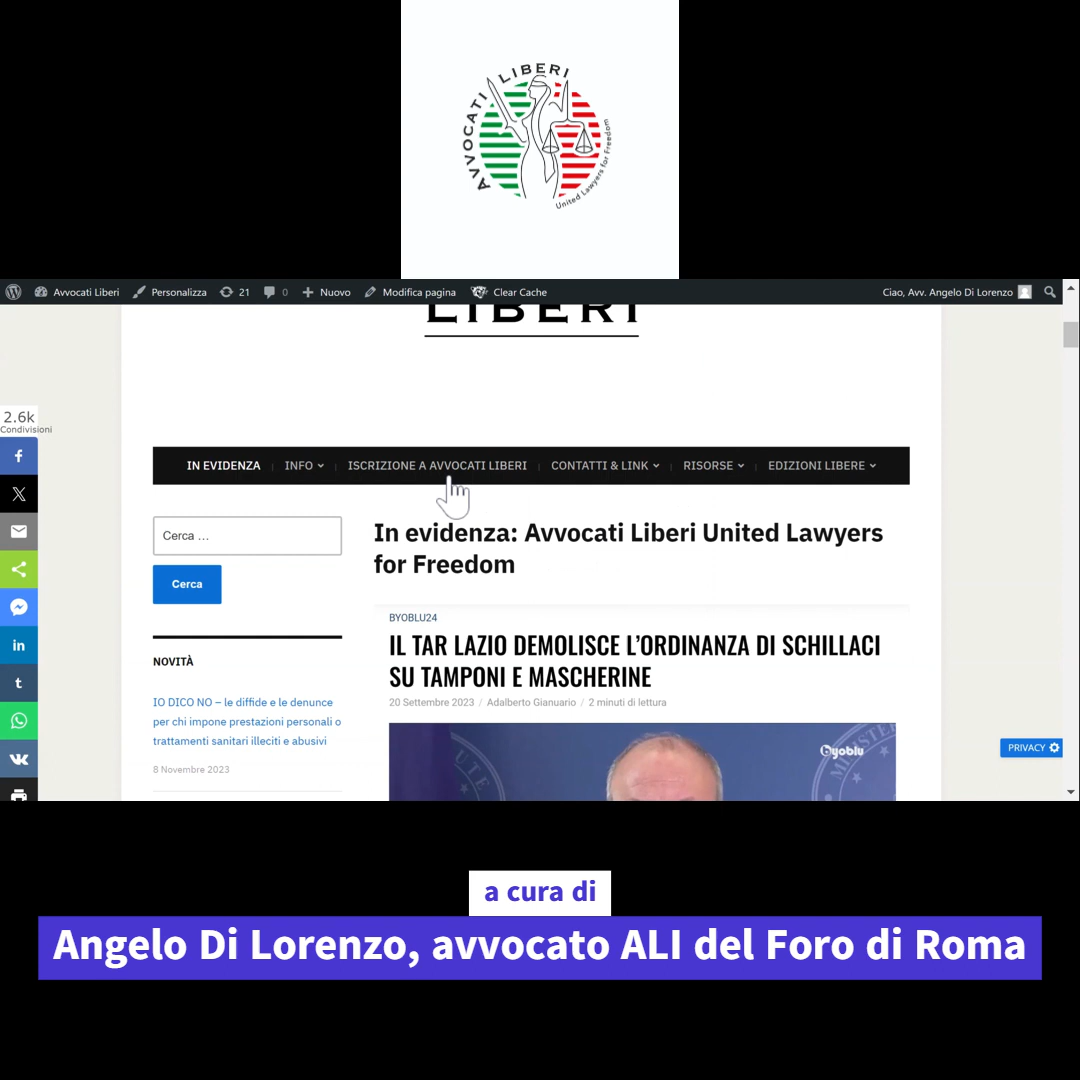 AVVOCATI LIBERI
United Lawyers for Freedom
Avvocati Liberi Personalizza 21 0 Nuovo Modifica pagina Clear Cache Ciao, Avv. Angelo Di Lorenzo
LIBERI
2.6k
Condivisioni
IN EVIDENZA INFO ISCRIZIONE A AVVOCATI LIBERI CONTATTI & LINK RISORSE EDIZIONI LIBERE
Cerca …
Cerca
NOVITÀ
IO DICO NO – le diffide e le denunce
per chi impone prestazioni personali o
trattamenti sanitari illeciti e abusivi
8 Novembre 2023
In evidenza: Avvocati Liberi United Lawyers
for Freedom
BYOBLU24
IL TAR LAZIO DEMOLISCE L’ORDINANZA DI SCHILLACI
SU TAMPONI E MASCHERINE
20 Settembre 2023 / Adalberto Gianuario / 2 minuti di lettura
byoblu
PRIVACY
a cura di
Angelo Di Lorenzo, avvocato ALI del Foro di Roma